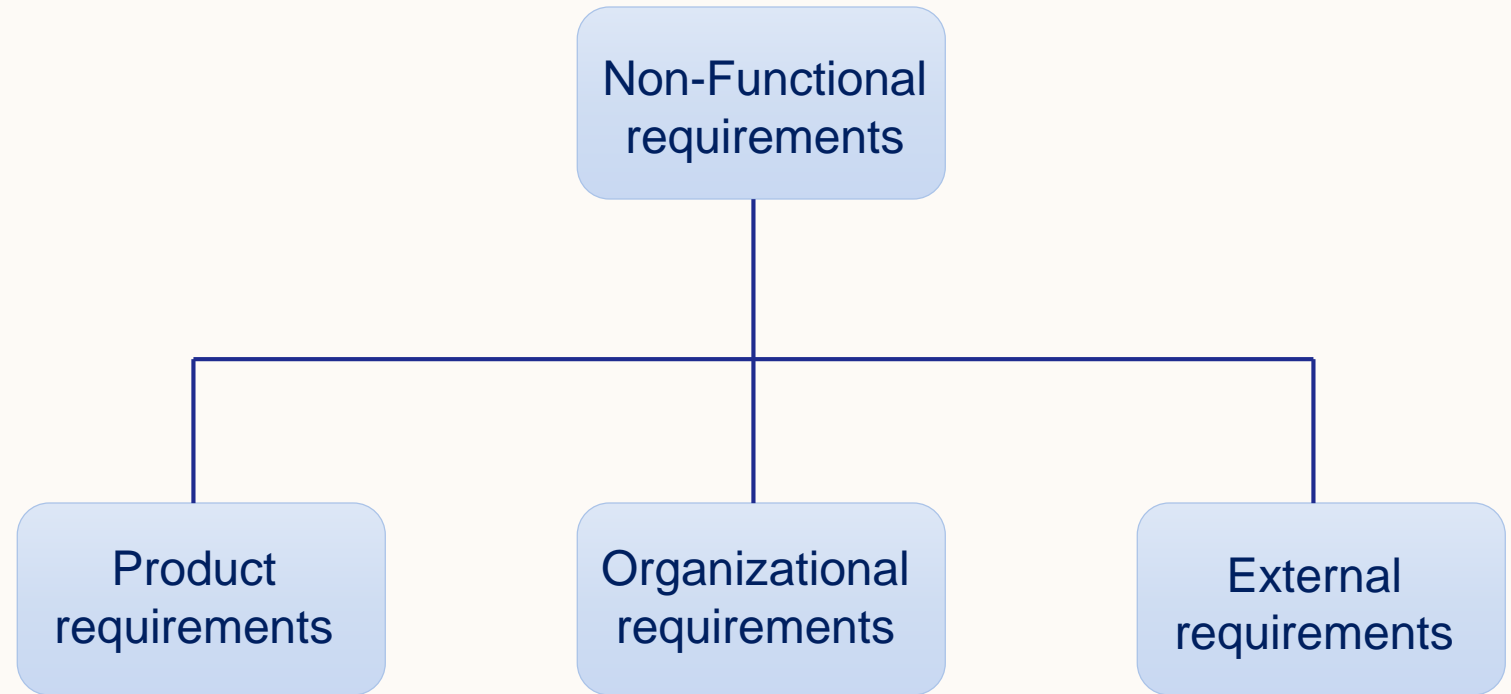 Non-Functional
requirements
Product
requirements
Organizational
requirements
External
requirements